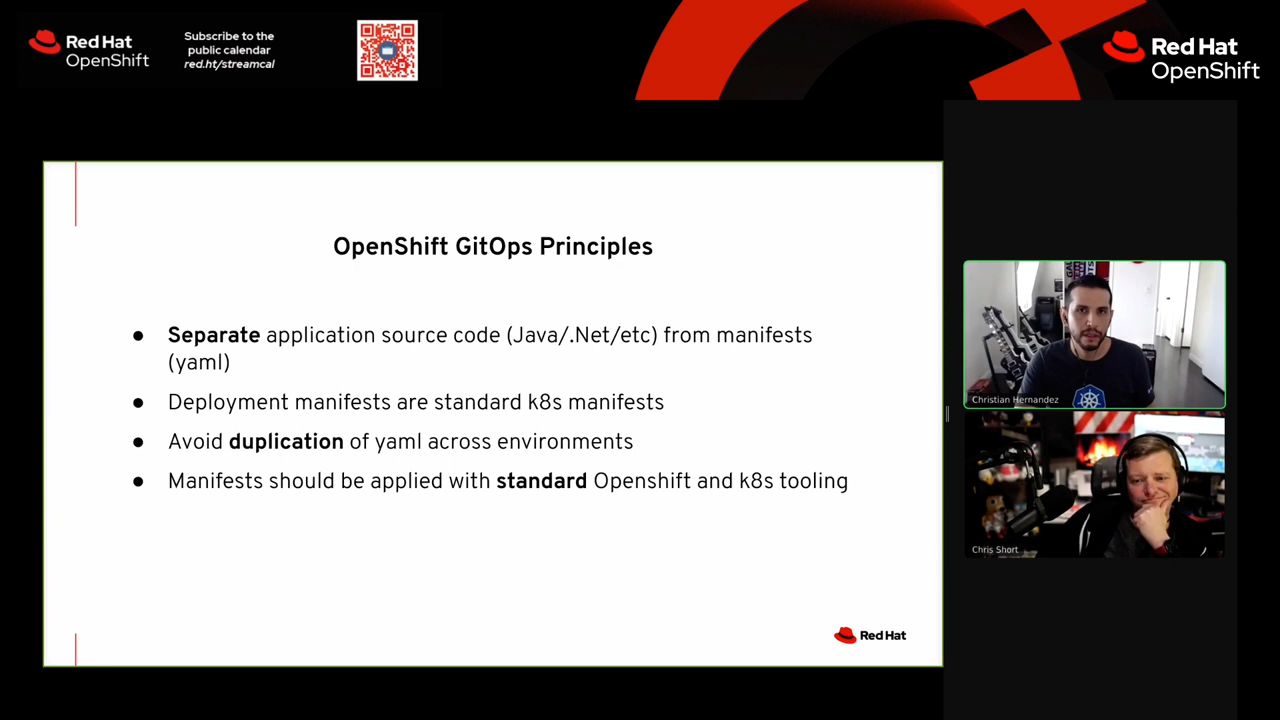 Red Hat
OpenShift
Subscribe to the
public calendar
red.ht/streamcal
Red Hat
OpenShift
OpenShift GitOps Principles
● Separate application source code (Java/.Net/etc) from manifests
(yaml)
● Deployment manifests are standard k8s manifests
● Avoid duplication of yaml across environments
● Manifests should be applied with standard Openshift and k8s tooling
Red Hat
Christian Hernandez
Chris Short